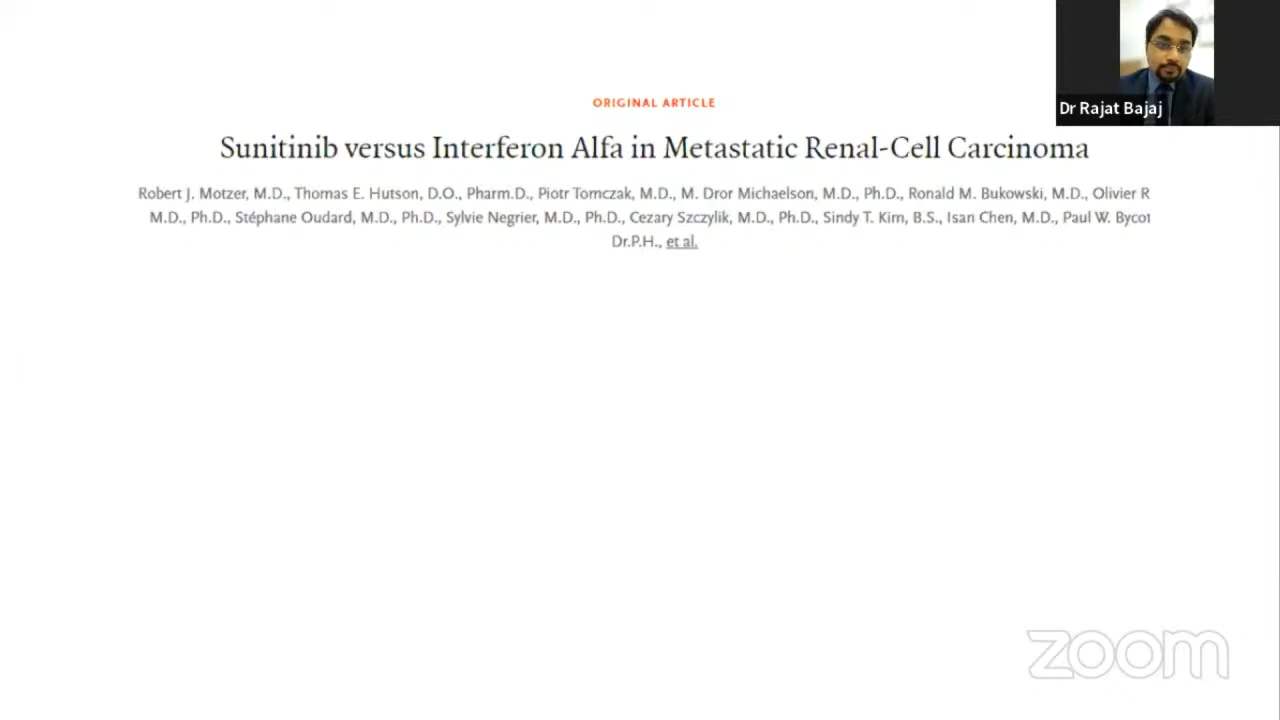 ORIGINAL ARTICLE
Sunitinib versus Interferon Alfa in Metastatic Renal-Cell Carcinoma
Robert J. Motzer, M.D., Thomas E. Hutson, D.O., Pharm.D., Piotr Tomczak, M.D., M. Dror Michaelson, M.D., Ph.D., Ronald M. Bukowski, M.D., Olivier R
M.D., Ph.D., Stéphane Oudard, M.D., Ph.D., Sylvie Negrier, M.D., Ph.D., Cezary Szczylik, M.D., Ph.D., Sindy T. Kim, B.S., Isan Chen, M.D., Paul W. Bycot
Dr.P.H., et al.
Dr Rajat Bajaj
zoom